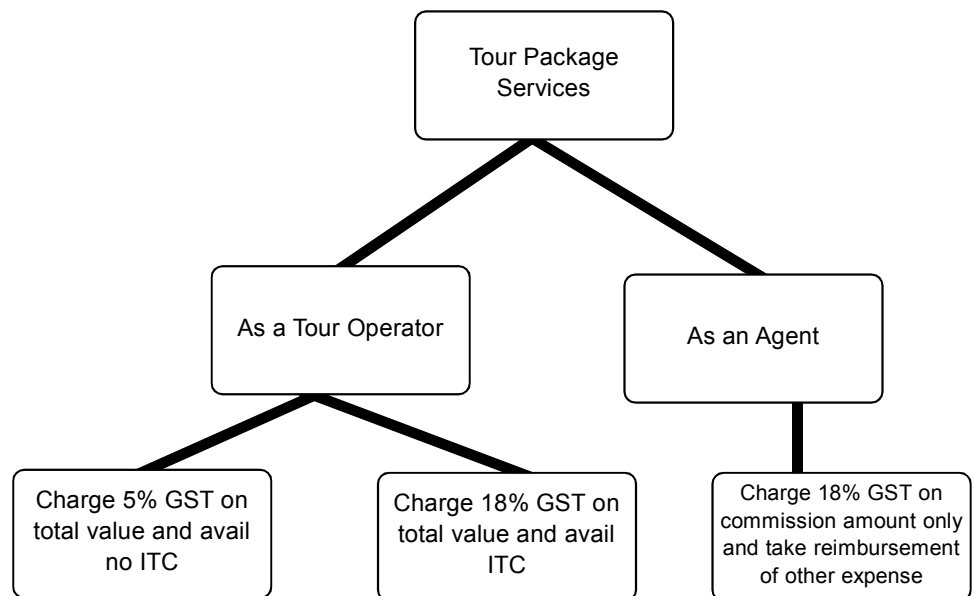 Tour Package
Services
As a Tour Operator
As an Agent
Charge 5% GST on
total value and avail
no ITC
Charge 18% GST on
total value and avail
ITC
Charge 18% GST on
commission amount only
and take reimbursement
of other expense